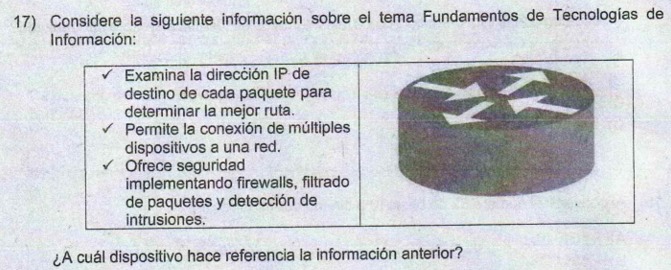 17) Considere la siguiente información sobre el tema Fundamentos de Tecnologías de
Información:
✓ Examina la dirección IP de
destino de cada paquete para
determinar la mejor ruta.
✓ Permite la conexión de múltiples
dispositivos a una red.
✓ Ofrece seguridad
implementando firewalls, filtrado
de paquetes y detección de
intrusiones.
¿A cuál dispositivo hace referencia la información anterior?